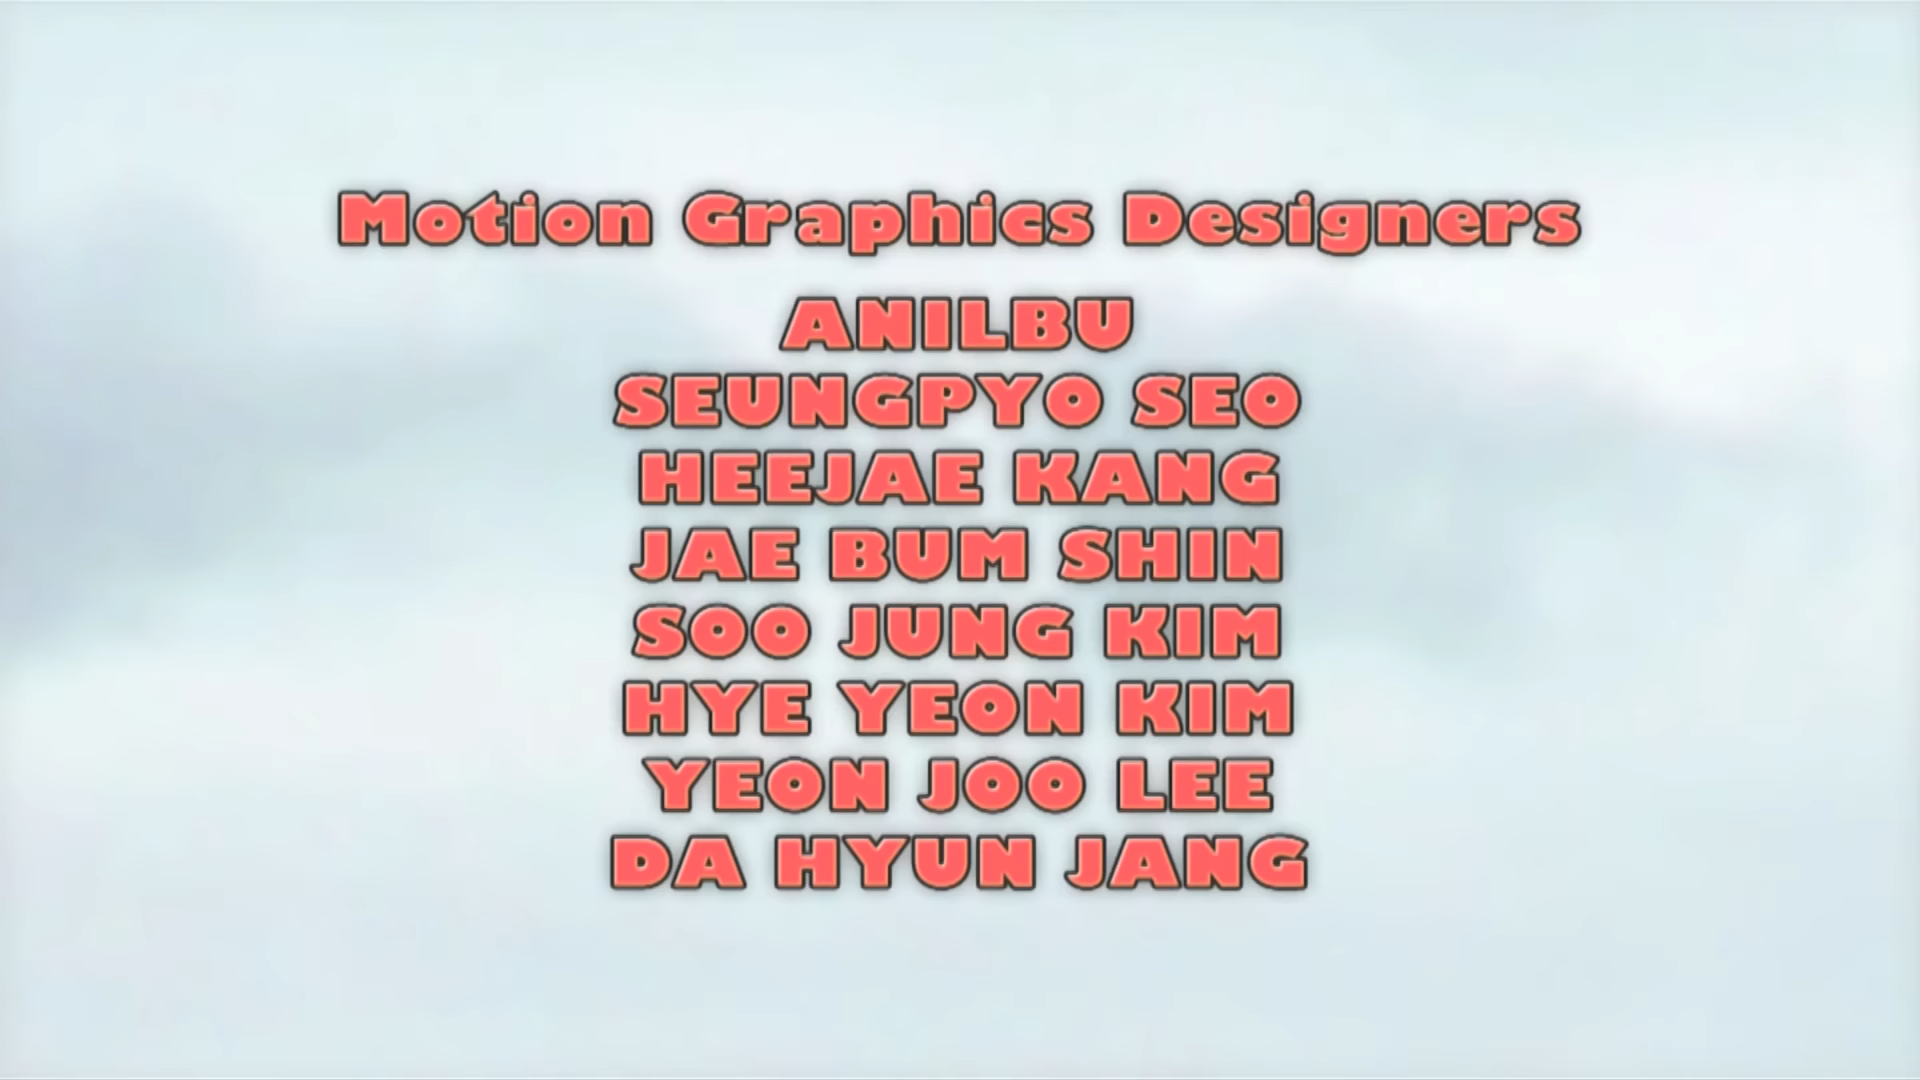 Motion Graphics Designers
ANILBU
SEUNGPYO SEO
HEEJAE KANG
JAE BUM SHIN
SOO JUNG KIM
HYE YEON KIM
YEON JOO LEE
DA HYUN JANG